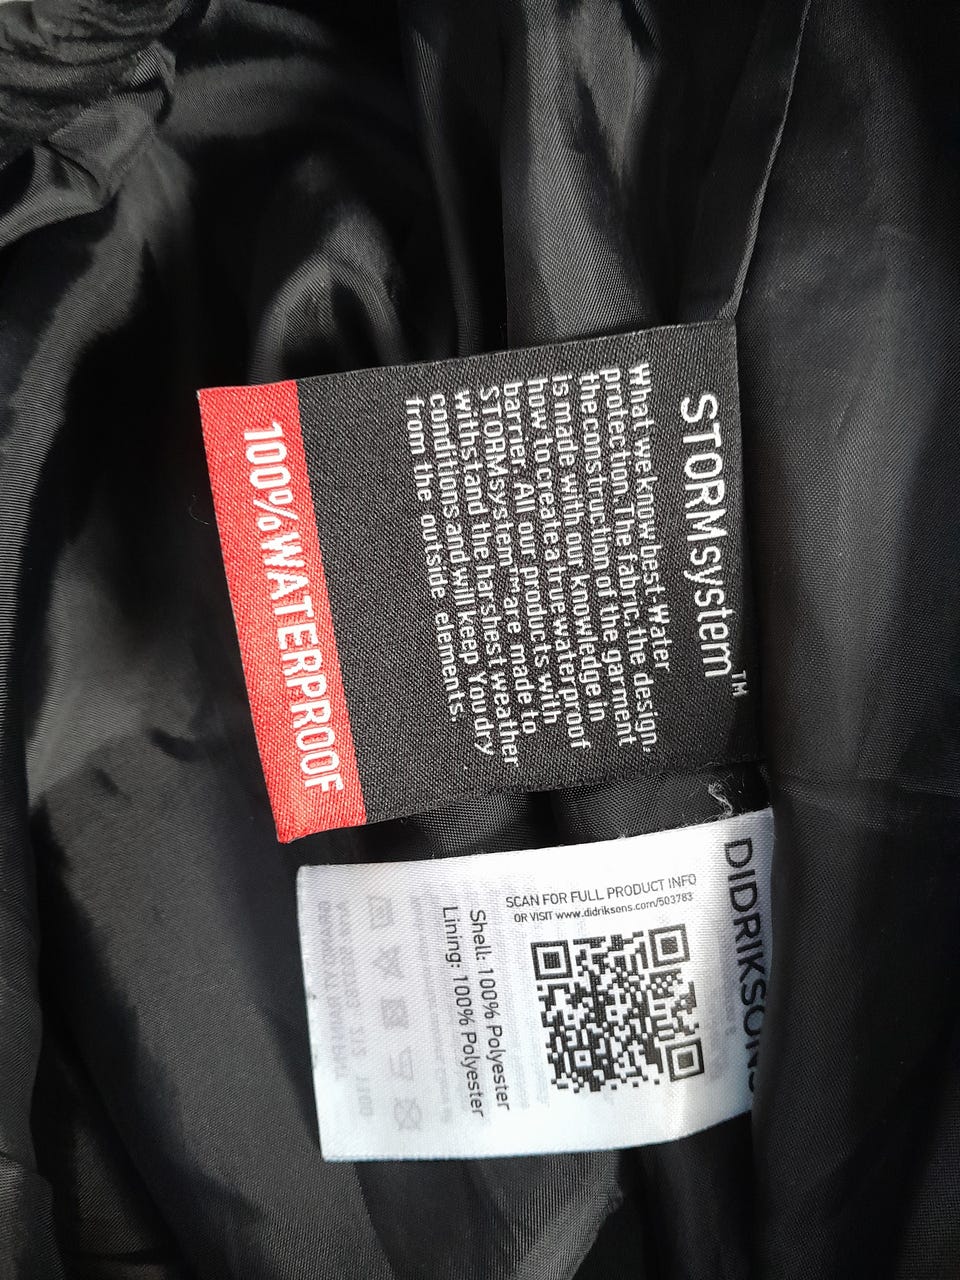 STORMsystem™
What we know best-Water
protection.The fabric, the design,
the construction of the garment
is made with our knowledge in
how to create a true waterproof
barrier. All our products with
STORMsystem™are made to
withstand the harshest weather
conditions and will keep You dry
from the outside elements.
100% WATERPROOF
DIDRIKSONS
SCAN FOR FULL PRODUCT INFO
OR VISIT www.didriksons.com/503783
Shell: 100% Polyester
Lining: 100% Polyester